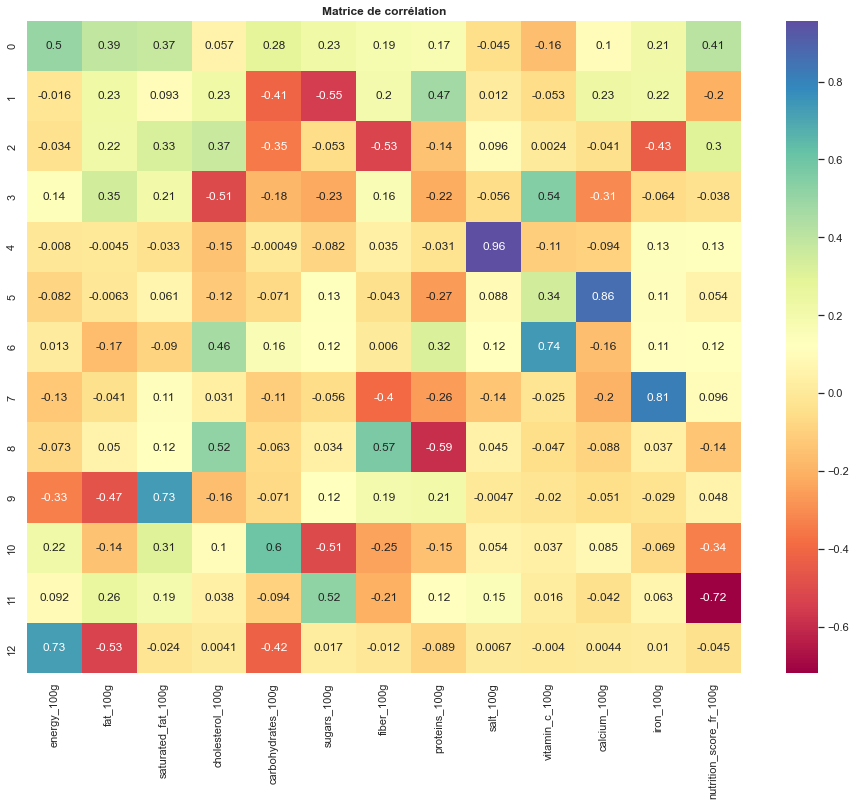 Matrice de corrélation
0 0.5 0.39 0.37 0.057 0.28 0.23 0.19 0.17 -0.045 -0.16 0.1 0.21 0.41
1 -0.016 0.23 0.093 0.23 -0.41 -0.55 0.2 0.47 0.012 -0.053 0.23 0.22 -0.2
2 -0.034 0.22 0.33 0.37 -0.35 -0.053 -0.53 -0.14 0.096 0.0024 -0.041 -0.43 0.3
3 0.14 0.35 0.21 -0.51 -0.18 -0.23 0.16 -0.22 -0.056 0.54 -0.31 -0.064 -0.038
4 -0.008 -0.0045 -0.033 -0.15 -0.00049 -0.082 0.035 -0.031 0.96 -0.11 -0.094 0.13 0.13
5 -0.082 -0.0063 0.061 -0.12 -0.071 0.13 -0.043 -0.27 0.088 0.34 0.86 0.11 0.054
6 0.013 -0.17 -0.09 0.46 0.16 0.12 0.006 0.32 0.12 0.74 -0.16 0.11 0.12
7 -0.13 -0.041 0.11 0.031 -0.11 -0.056 -0.4 -0.26 -0.14 -0.025 -0.2 0.81 0.096
8 -0.073 0.05 0.12 0.52 -0.063 0.034 0.57 -0.59 0.045 -0.047 -0.088 0.037 -0.14
9 -0.33 -0.47 0.73 -0.16 -0.071 0.12 0.19 0.21 -0.0047 -0.02 -0.051 -0.029 0.048
10 0.22 -0.14 0.31 0.1 0.6 -0.51 -0.25 -0.15 0.054 0.037 0.085 -0.069 -0.34
11 0.092 0.26 0.19 0.038 -0.094 0.52 -0.21 0.12 0.15 0.016 -0.042 0.063 -0.72
12 0.73 -0.53 -0.024 0.0041 -0.42 0.017 -0.012 -0.089 0.0067 -0.004 0.0044 0.01 -0.045
energy_100g
fat_100g
saturated_fat_100g
cholesterol_100g
carbohydrates_100g
sugars_100g
fiber_100g
proteins_100g
salt_100g
vitamin_c_100g
calcium_100g
iron_100g
nutrition_score_fr_100g
0.8
0.6
0.4
0.2
0.0
-0.2
-0.4
-0.6